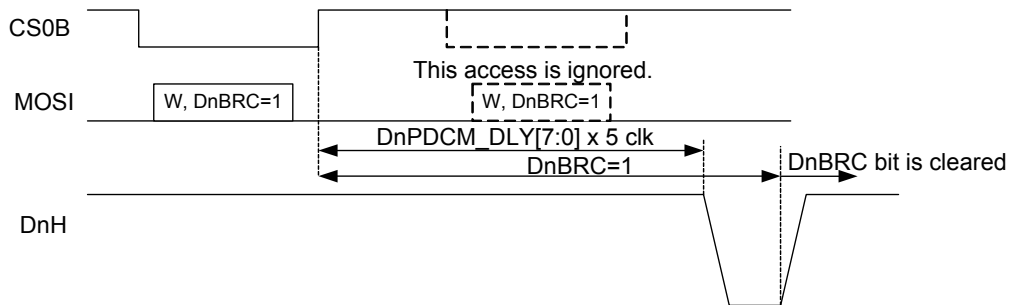 CS0B
This access is ignored.
MOSI
W, DnBRC=1
W, DnBRC=1
DnPDCM_DLY[7:0] x 5 clk
DnBRC=1
DnBRC bit is cleared
DnH